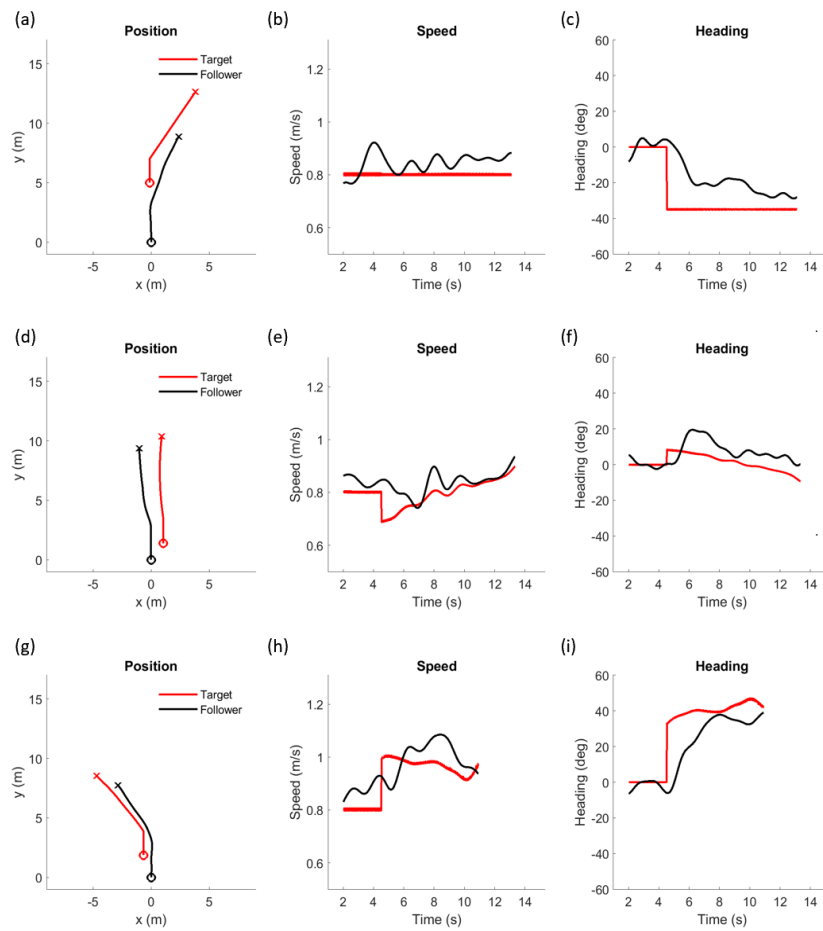 (a)
Position
Target
Follower
15
10
5
0
-5 0 5
x (m)
y (m)
(b)
Speed
1.2
1
0.8
0.6
2 4 6 8 10 12 14
Time (s)
Speed (m/s)
(c)
Heading
60
40
20
0
-20
-40
-60
2 4 6 8 10 12 14
Time (s)
Heading (deg)
(d)
Position
Target
Follower
15
10
5
0
-5 0 5
x (m)
y (m)
(e)
Speed
1.2
1
0.8
0.6
2 4 6 8 10 12 14
Time (s)
Speed (m/s)
(f)
Heading
60
40
20
0
-20
-40
-60
2 4 6 8 10 12 14
Time (s)
Heading (deg)
(g)
Position
Target
Follower
15
10
5
0
-5 0 5
x (m)
y (m)
(h)
Speed
1.2
1
0.8
0.6
2 4 6 8 10 12 14
Time (s)
Speed (m/s)
(i)
Heading
60
40
20
0
-20
-40
-60
2 4 6 8 10 12 14
Time (s)
Heading (deg)